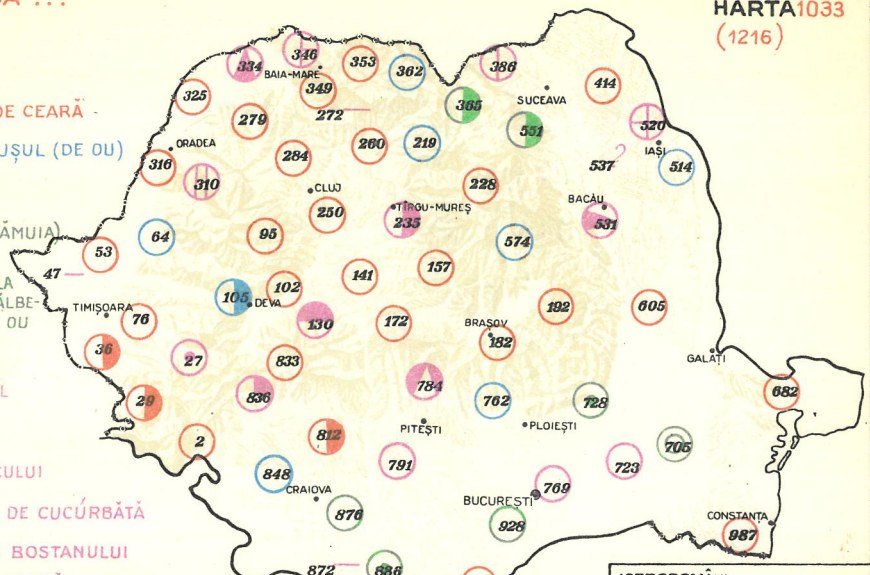 HARTA 1033
(1216)
DE CEARĂ
UȘUL (DE OU)
ĂMUIA)
LA
ĂLBE-
OU
L
CULUI
DE CUCÚRBĂTĂ
BOSTANULUI
346
353
334
362
386
BAIA-MARE
349
325
365
SUCEAVA
414
272
279
551
520
ORADEA
260
219
IAȘI
316
284
537 ?
514
310
CLUJ
228
BACĂU
250
TÎRGU-MUREȘ
235
531
64
95
574
53
157
47
102
141
105
DEVA
TIMIȘOARA
76
130
172
192
605
BRAȘOV
182
36
27
833
GALAȚI
784
836
762
728
682
29
PITEȘTI
PLOIEȘTI
2
812
705
791
723
848
769
CRAIOVA
BUCUREȘTI
876
928
CONSTANȚA
987
872
886